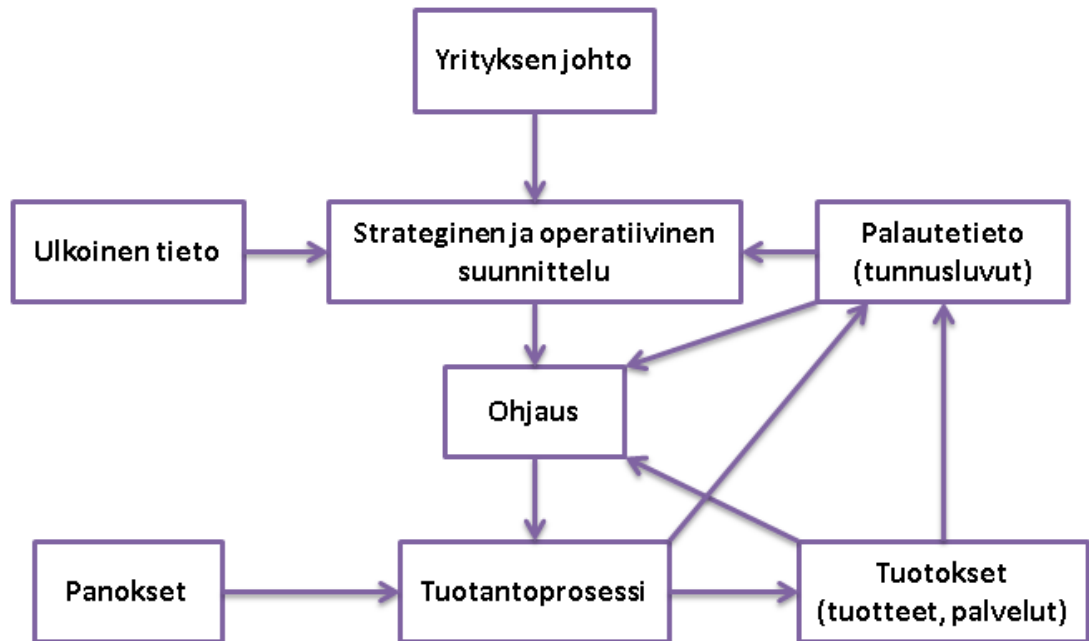 Yrityksen johto
Ulkoinen tieto
Strateginen ja operatiivinen
suunnittelu
Palautetieto
(tunnusluvut)
Ohjaus
Panokset
Tuotantoprosessi
Tuotokset
(tuotteet, palvelut)